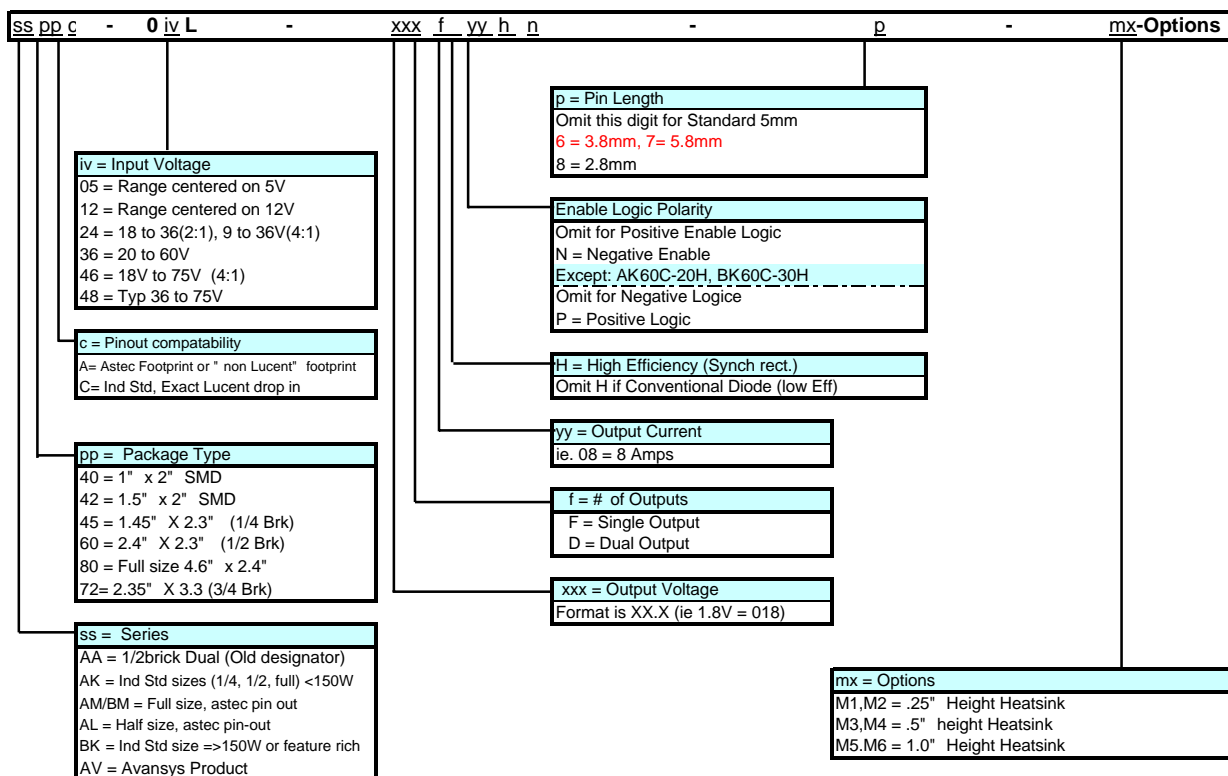 ss pp c - 0 iv L - xxx f yy h n - p - mx-Options
p = Pin Length
Omit this digit for Standard 5mm
6 = 3.8mm, 7= 5.8mm
8 = 2.8mm
iv = Input Voltage
05 = Range centered on 5V
12 = Range centered on 12V
24 = 18 to 36(2:1), 9 to 36V(4:1)
36 = 20 to 60V
46 = 18V to 75V (4:1)
48 = Typ 36 to 75V
Enable Logic Polarity
Omit for Positive Enable Logic
N = Negative Enable
Except: AK60C-20H, BK60C-30H
Omit for Negative Logice
P = Positive Logic
c = Pinout compatability
A= Astec Footprint or " non Lucent" footprint
C= Ind Std, Exact Lucent drop in
H = High Efficiency (Synch rect.)
Omit H if Conventional Diode (low Eff)
yy = Output Current
ie. 08 = 8 Amps
pp = Package Type
40 = 1" x 2" SMD
42 = 1.5" x 2" SMD
45 = 1.45" X 2.3" (1/4 Brk)
60 = 2.4" X 2.3" (1/2 Brk)
80 = Full size 4.6" x 2.4"
72= 2.35" X 3.3 (3/4 Brk)
f = # of Outputs
F = Single Output
D = Dual Output
xxx = Output Voltage
Format is XX.X (ie 1.8V = 018)
ss = Series
AA = 1/2brick Dual (Old designator)
AK = Ind Std sizes (1/4, 1/2, full) <150W
AM/BM = Full size, astec pin out
AL = Half size, astec pin-out
BK = Ind Std size =>150W or feature rich
AV = Avansys Product
mx = Options
M1,M2 = .25" Height Heatsink
M3,M4 = .5" height Heatsink
M5.M6 = 1.0" Height Heatsink